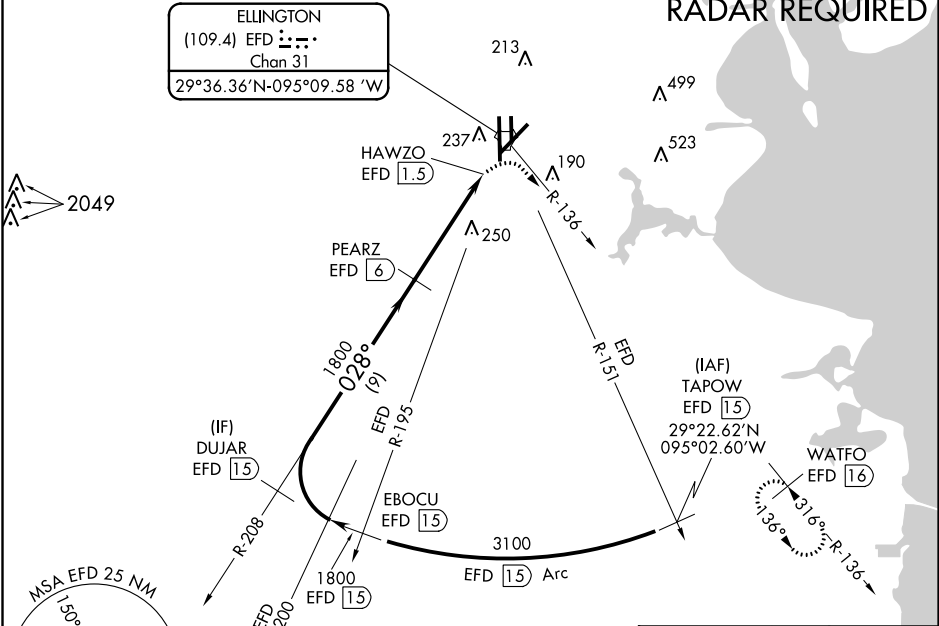 RADAR REQUIRED
ELLINGTON
(109.4) EFD
Chan 31
29°36.36'N-095°09.58 'W
213
499
237
523
HAWZO
EFD 1.5
190
R-136
2049
250
PEARZ
EFD 6
1800
028°
(9)
EFD
R-195
EFD
R-151
(IAF)
TAPOW
EFD 15
29°22.62'N
095°02.60'W
(IF)
DUJAR
EFD 15
WATFO
EFD 16
EBOCU
EFD 15
316°
136°
R-136
R-208
3100
EFD 15 Arc
1800
EFD 15
EFD
200
MSA EFD 25 NM
150°